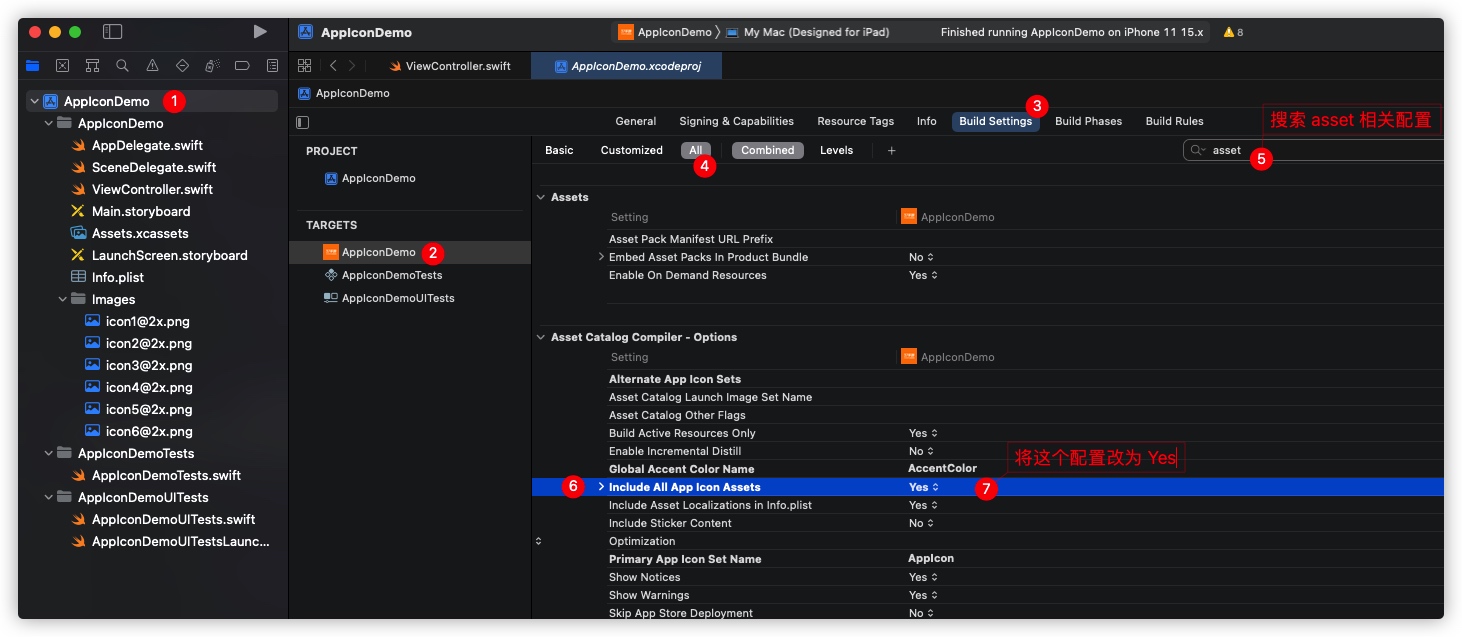 AppIconDemo
AppIconDemo
My Mac (Designed for iPad)
Finished running AppIconDemo on iPhone 11 15.x
8
ViewController.swift
AppIconDemo.xcodeproj
AppIconDemo
AppIconDemo
1
AppIconDemo
AppDelegate.swift
SceneDelegate.swift
ViewController.swift
Main.storyboard
Assets.xcassets
LaunchScreen.storyboard
Info.plist
Images
icon1@2x.png
icon2@2x.png
icon3@2x.png
icon4@2x.png
icon5@2x.png
icon6@2x.png
AppIconDemoTests
AppIconDemoTests.swift
AppIconDemoUITests
AppIconDemoUITests.swift
AppIconDemoUITestsLaunc...
PROJECT
AppIconDemo
TARGETS
AppIconDemo
2
AppIconDemoTests
AppIconDemoUITests
General
Signing & Capabilities
Resource Tags
Info
Build Settings
3
Build Phases
Build Rules
搜索 asset 相关配置
Basic
Customized
All
4
Combined
Levels
+
asset
5
Assets
Setting
AppIconDemo
Asset Pack Manifest URL Prefix
Embed Asset Packs In Product Bundle No
Enable On Demand Resources Yes
Asset Catalog Compiler - Options
Setting
AppIconDemo
Alternate App Icon Sets
Asset Catalog Launch Image Set Name
Asset Catalog Other Flags
Build Active Resources Only Yes
Enable Incremental Distill No
将这个配置改为 Yes
Global Accent Color Name AccentColor
6
Include All App Icon Assets Yes
7
Include Asset Localizations in Info.plist Yes
Include Sticker Content No
Optimization
Primary App Icon Set Name AppIcon
Show Notices Yes
Show Warnings Yes
Skip App Store Deployment No